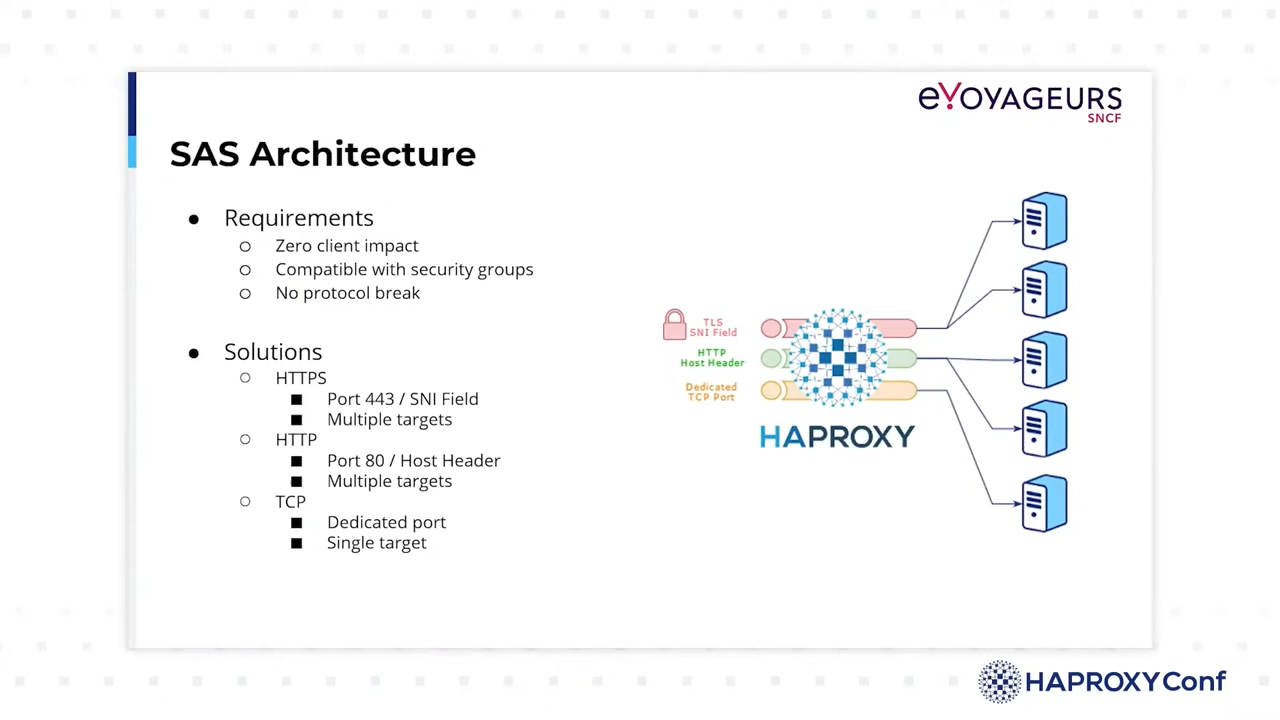 eVOYAGEURS
SNCF
SAS Architecture
● Requirements
○ Zero client impact
○ Compatible with security groups
○ No protocol break
● Solutions
○ HTTPS
■ Port 443 / SNI Field
■ Multiple targets
○ HTTP
■ Port 80 / Host Header
■ Multiple targets
○ TCP
■ Dedicated port
■ Single target
TLS
SNI Field
HTTP
Host Header
Dedicated
TCP Port
HAPROXY
HAPROXYConf